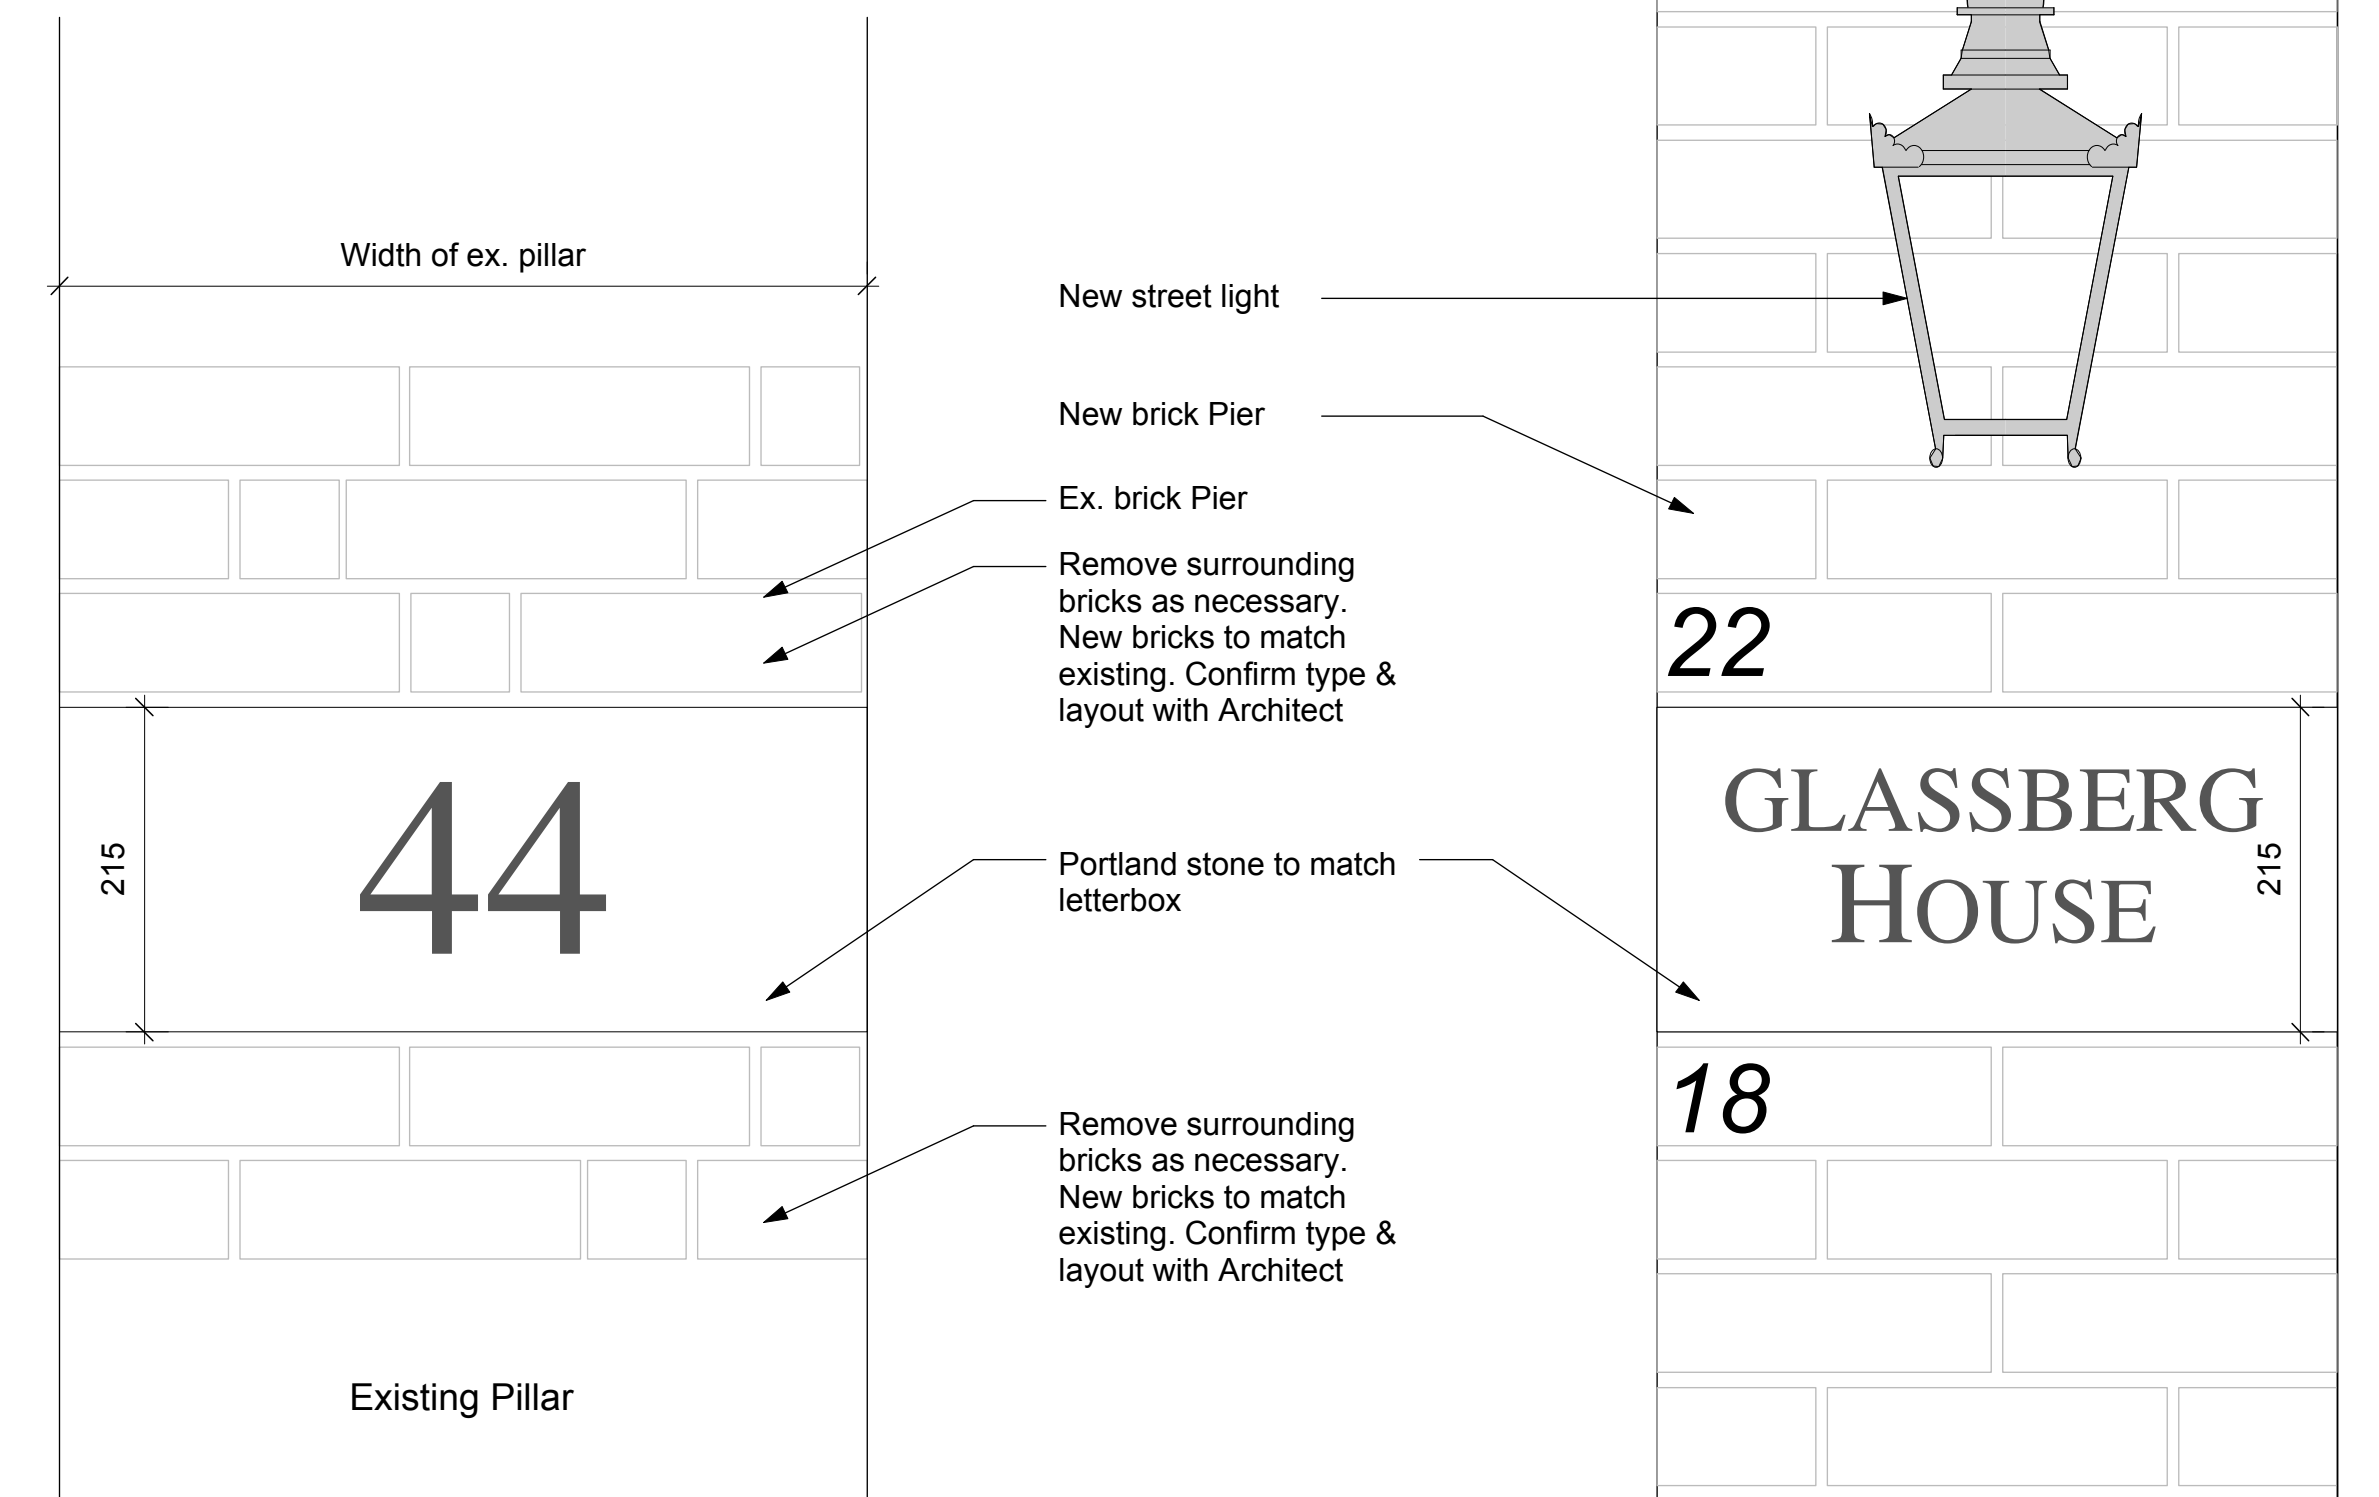 Width of ex. pillar
New street light
New brick Pier
Ex. brick Pier
Remove surrounding
bricks as necessary.
New bricks to match
existing. Confirm type &
layout with Architect
22
44
215
Portland stone to match
letterbox
GLASSBERG
HOUSE
215
18
Remove surrounding
bricks as necessary.
New bricks to match
existing. Confirm type &
layout with Architect
Existing Pillar